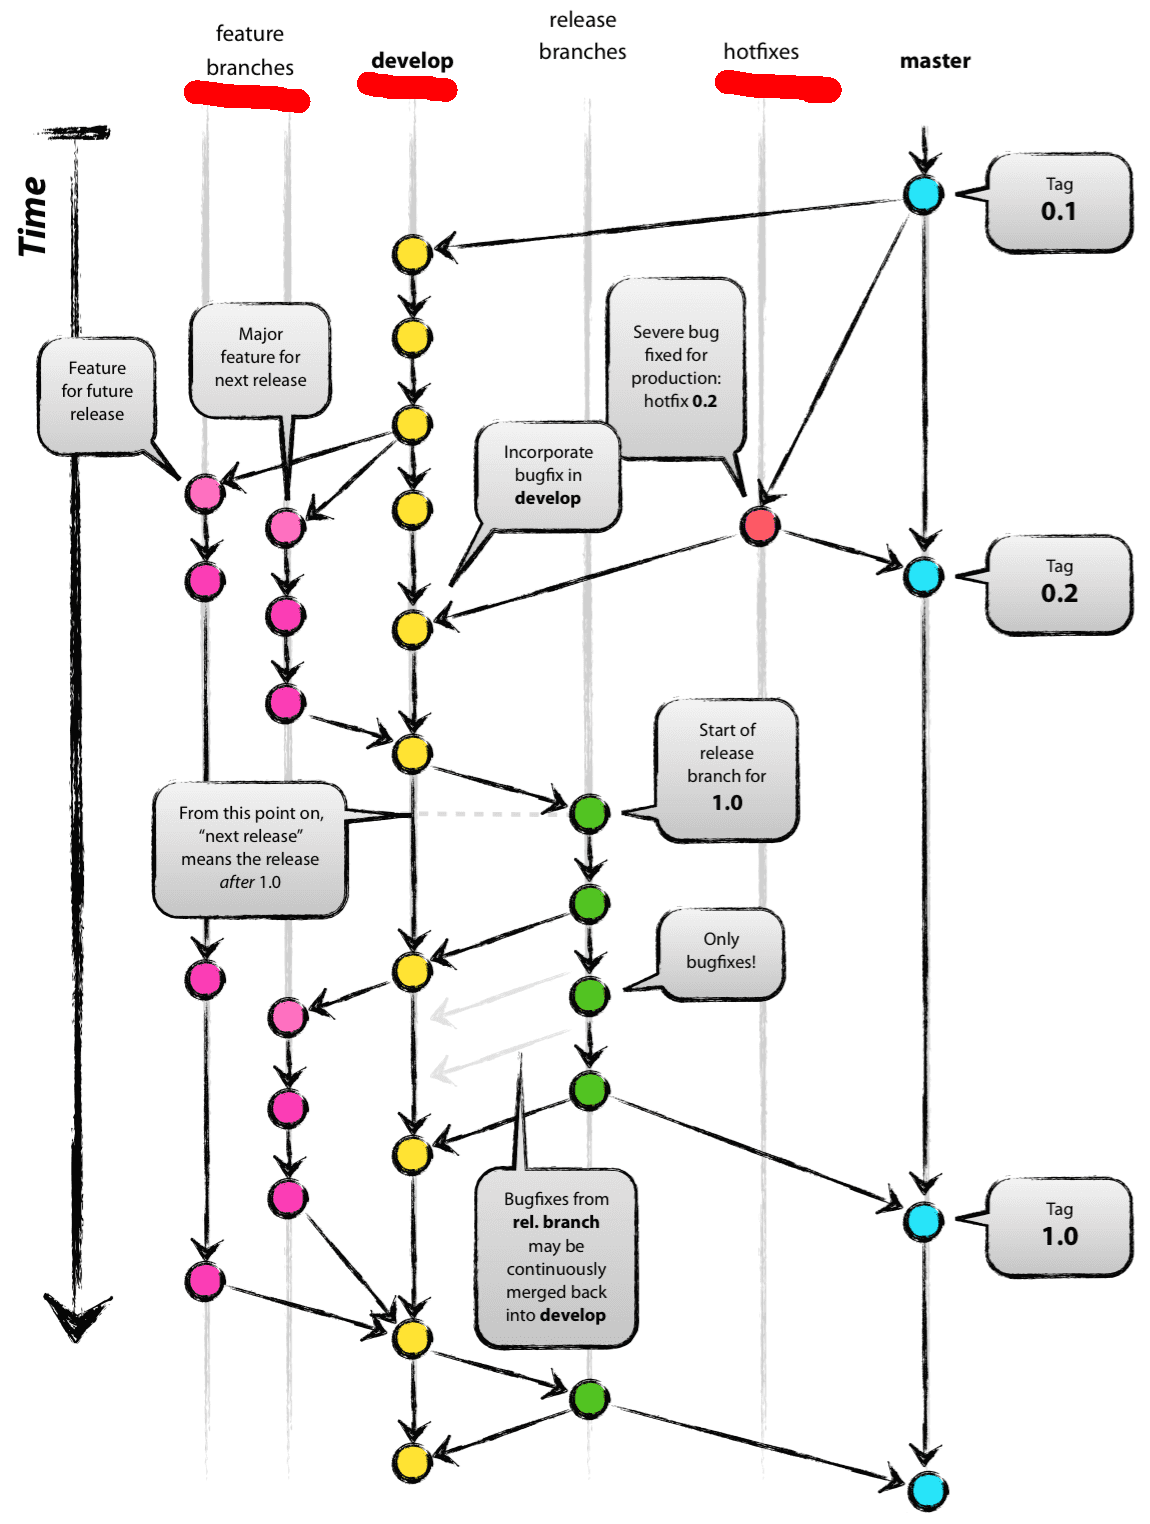 feature
branches
develop
release
branches
hotfixes
master
Time
Tag
0.1
Major
feature for
next release
Feature
for future
release
Severe bug
fixed for
production:
hotfix 0.2
Incorporate
bugfix in
develop
Tag
0.2
Start of
release
branch for
1.0
From this point on,
“next release”
means the release
after 1.0
Only
bugfixes!
Bugfixes from
rel. branch
may be
continuously
merged back
into develop
Tag
1.0